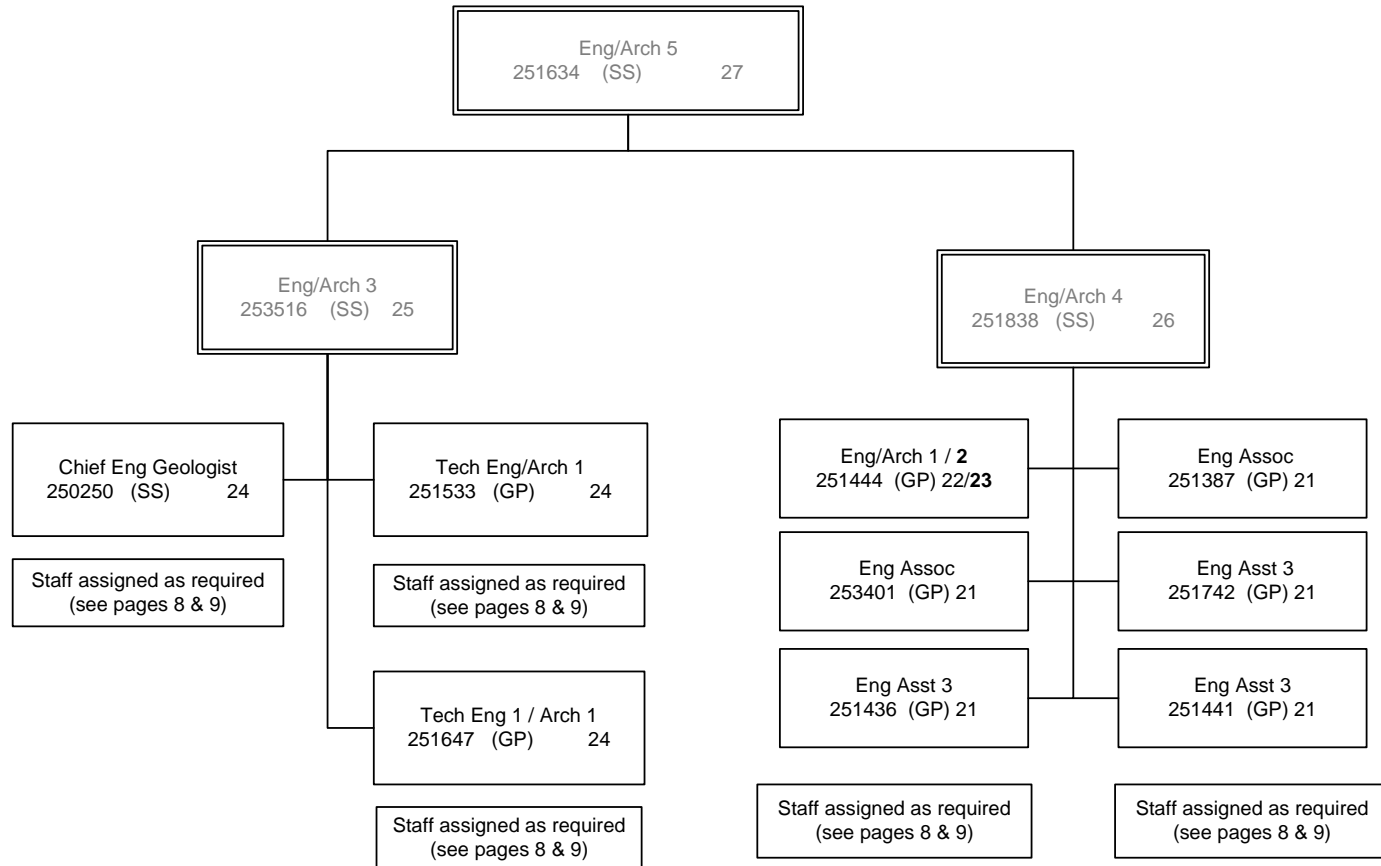 Eng/Arch 5
251634 (SS) 27
Eng/Arch 3
253516 (SS) 25
Eng/Arch 4
251838 (SS) 26
Chief Eng Geologist
250250 (SS) 24
Staff assigned as required
(see pages 8 & 9)
Tech Eng/Arch 1
251533 (GP) 24
Staff assigned as required
(see pages 8 & 9)
Tech Eng 1 / Arch 1
251647 (GP) 24
Staff assigned as required
(see pages 8 & 9)
Eng/Arch 1 / 2
251444 (GP) 22/23
Eng Assoc
251387 (GP) 21
Eng Assoc
253401 (GP) 21
Eng Asst 3
251742 (GP) 21
Eng Asst 3
251436 (GP) 21
Eng Asst 3
251441 (GP) 21
Staff assigned as required
(see pages 8 & 9)
Staff assigned as required
(see pages 8 & 9)